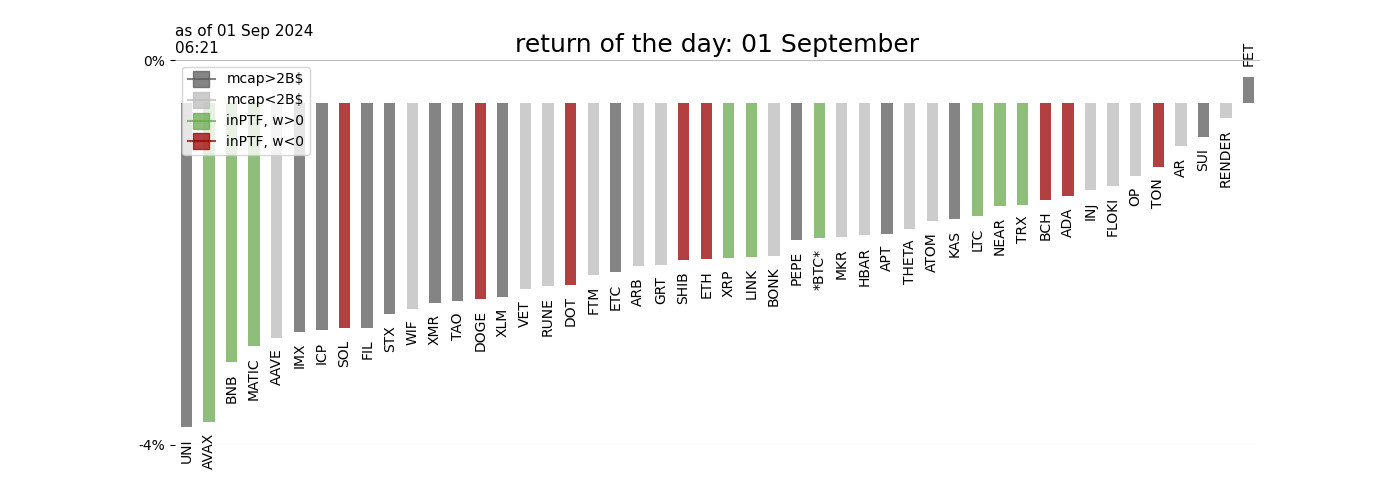 as of 01 Sep 2024
06:21
return of the day: 01 September
0%
-4%
mcap>2B$
mcap<2B$
inPTF, w>0
inPTF, w<0
UNI
AVAX
BNB
MATIC
AAVE
IMX
ICP
SOL
FIL
STX
WIF
XMR
TAO
DOGE
XLM
VET
RUNE
DOT
FTM
ETC
ARB
GRT
SHIB
ETH
XRP
LINK
BONK
PEPE
*BTC*
MKR
HBAR
APT
THETA
ATOM
KAS
LTC
NEAR
TRX
BCH
ADA
INJ
FLOKI
OP
TON
AR
SUI
RENDER
FET